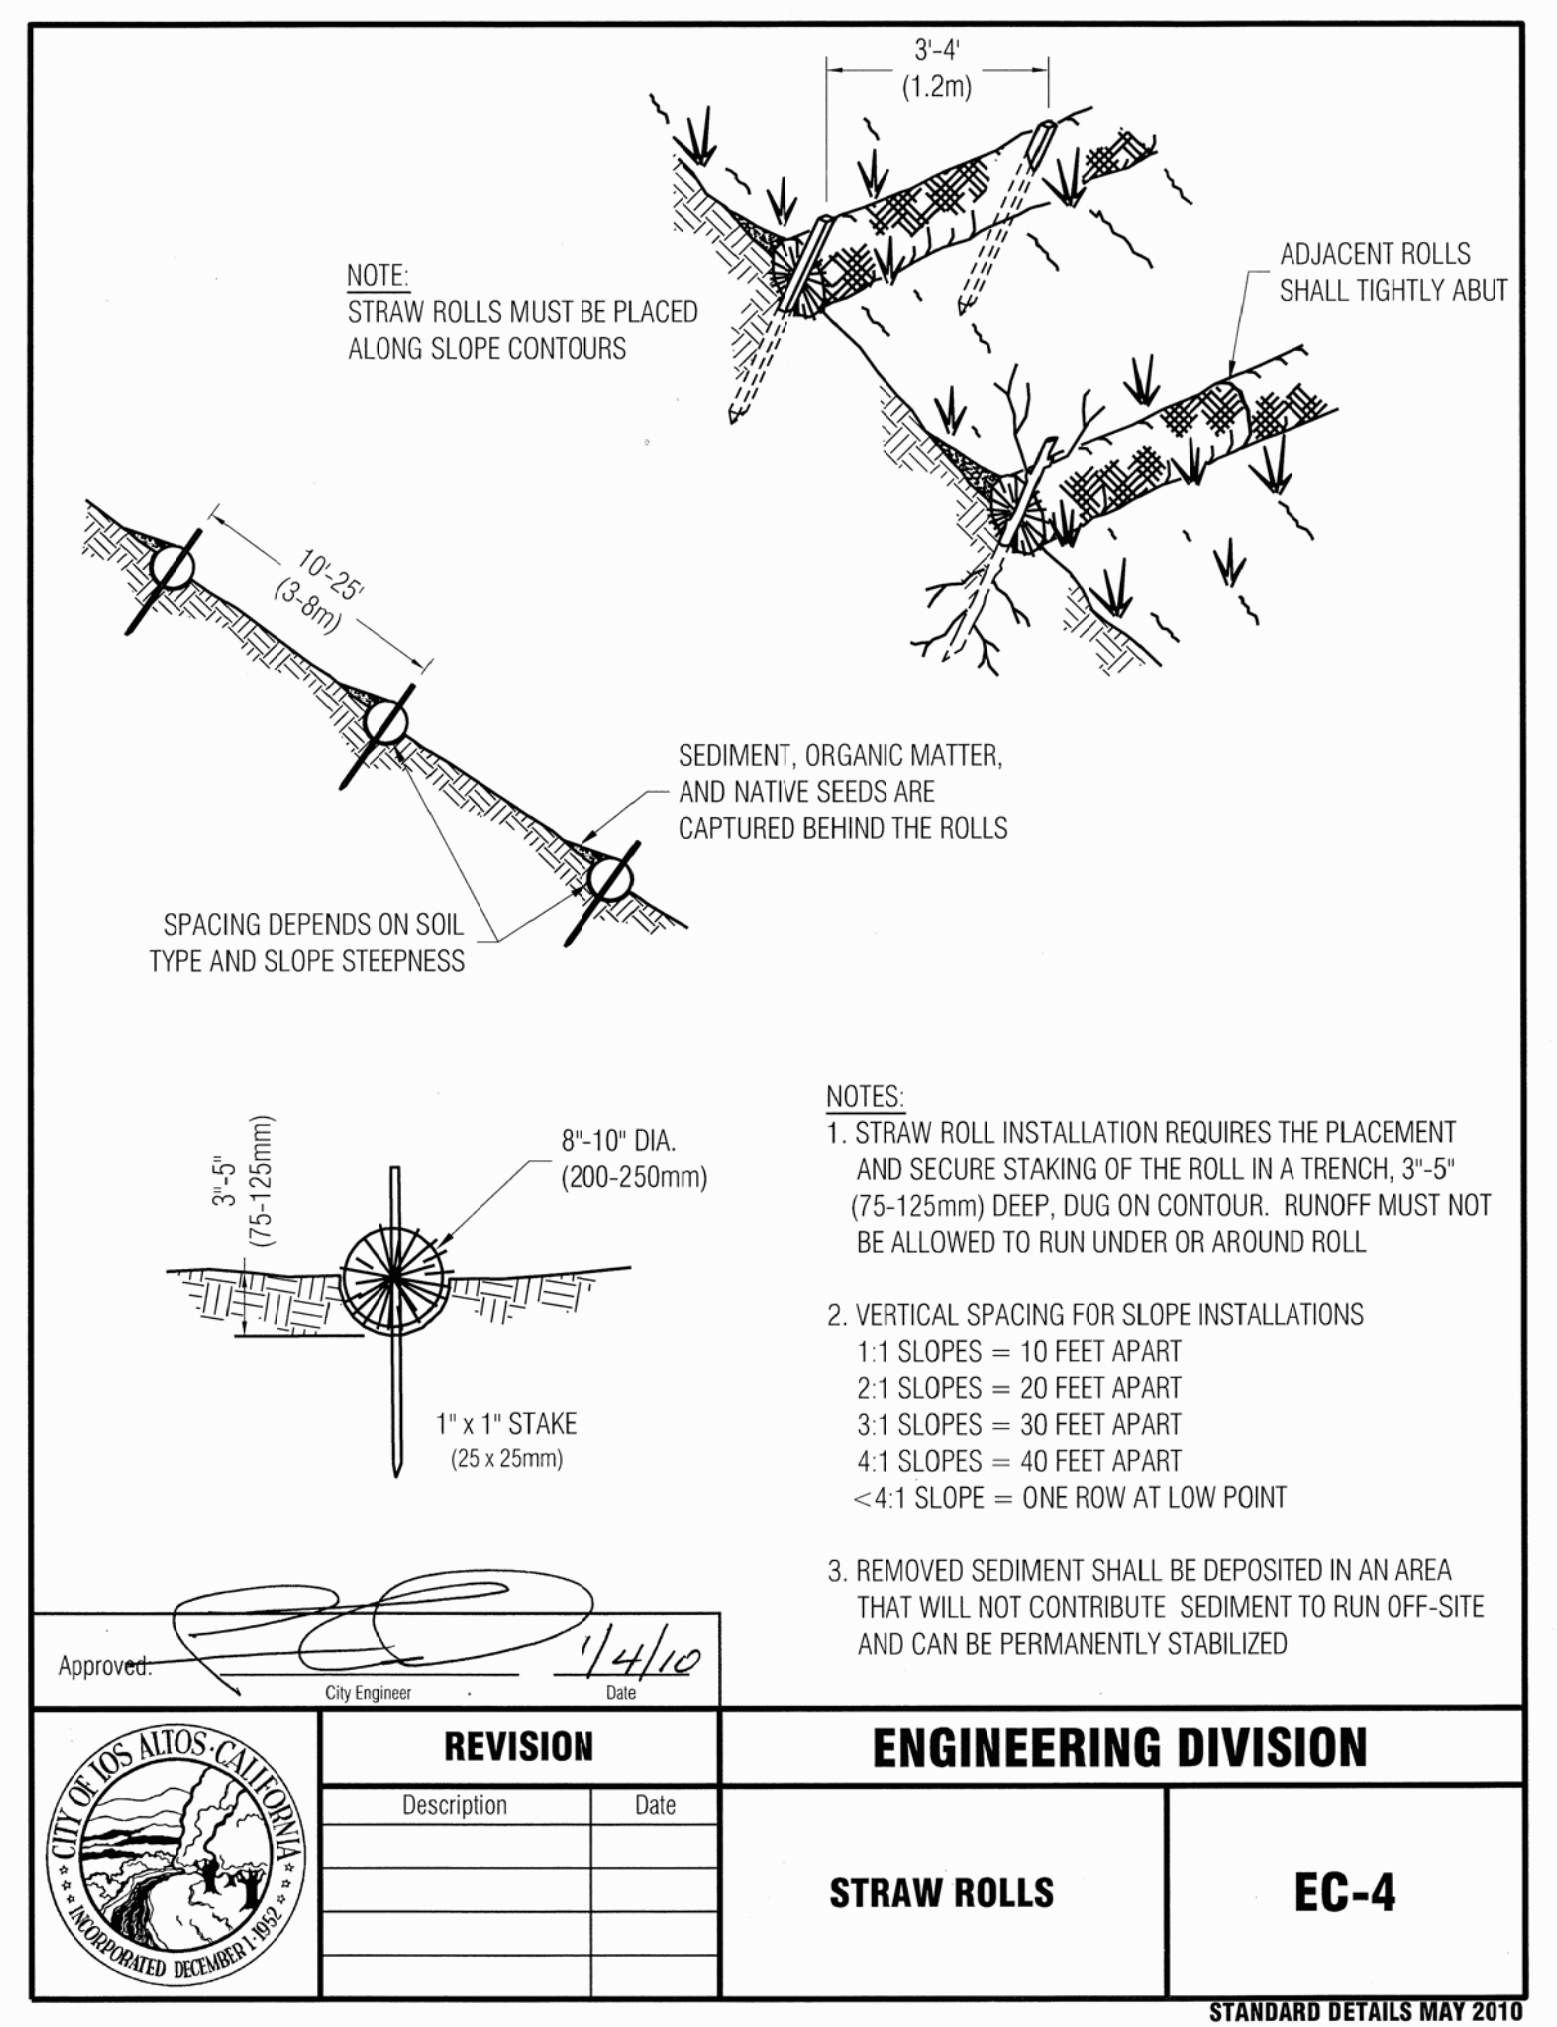 3'-4'
(1.2m)
ADJACENT ROLLS
SHALL TIGHTLY ABUT
NOTE:
STRAW ROLLS MUST BE PLACED
ALONG SLOPE CONTOURS
10'-25'
(3-8m)
SEDIMENT, ORGANIC MATTER,
AND NATIVE SEEDS ARE
CAPTURED BEHIND THE ROLLS
SPACING DEPENDS ON SOIL
TYPE AND SLOPE STEEPNESS
3"-5"
(75-125mm)
8"-10" DIA.
(200-250mm)
1" x 1" STAKE
(25 x 25mm)
NOTES:
1. STRAW ROLL INSTALLATION REQUIRES THE PLACEMENT
AND SECURE STAKING OF THE ROLL IN A TRENCH, 3"-5"
(75-125mm) DEEP, DUG ON CONTOUR. RUNOFF MUST NOT
BE ALLOWED TO RUN UNDER OR AROUND ROLL
2. VERTICAL SPACING FOR SLOPE INSTALLATIONS
1:1 SLOPES = 10 FEET APART
2:1 SLOPES = 20 FEET APART
3:1 SLOPES = 30 FEET APART
4:1 SLOPES = 40 FEET APART
<4:1 SLOPE = ONE ROW AT LOW POINT
3. REMOVED SEDIMENT SHALL BE DEPOSITED IN AN AREA
THAT WILL NOT CONTRIBUTE SEDIMENT TO RUN OFF-SITE
AND CAN BE PERMANENTLY STABILIZED
Approved:
1/4/10
City Engineer
Date
CITY OF LOS ALTOS · CALIFORNIA
INCORPORATED DECEMBER 1·1952
REVISION
Description
Date
ENGINEERING DIVISION
STRAW ROLLS
EC-4
STANDARD DETAILS MAY 2010